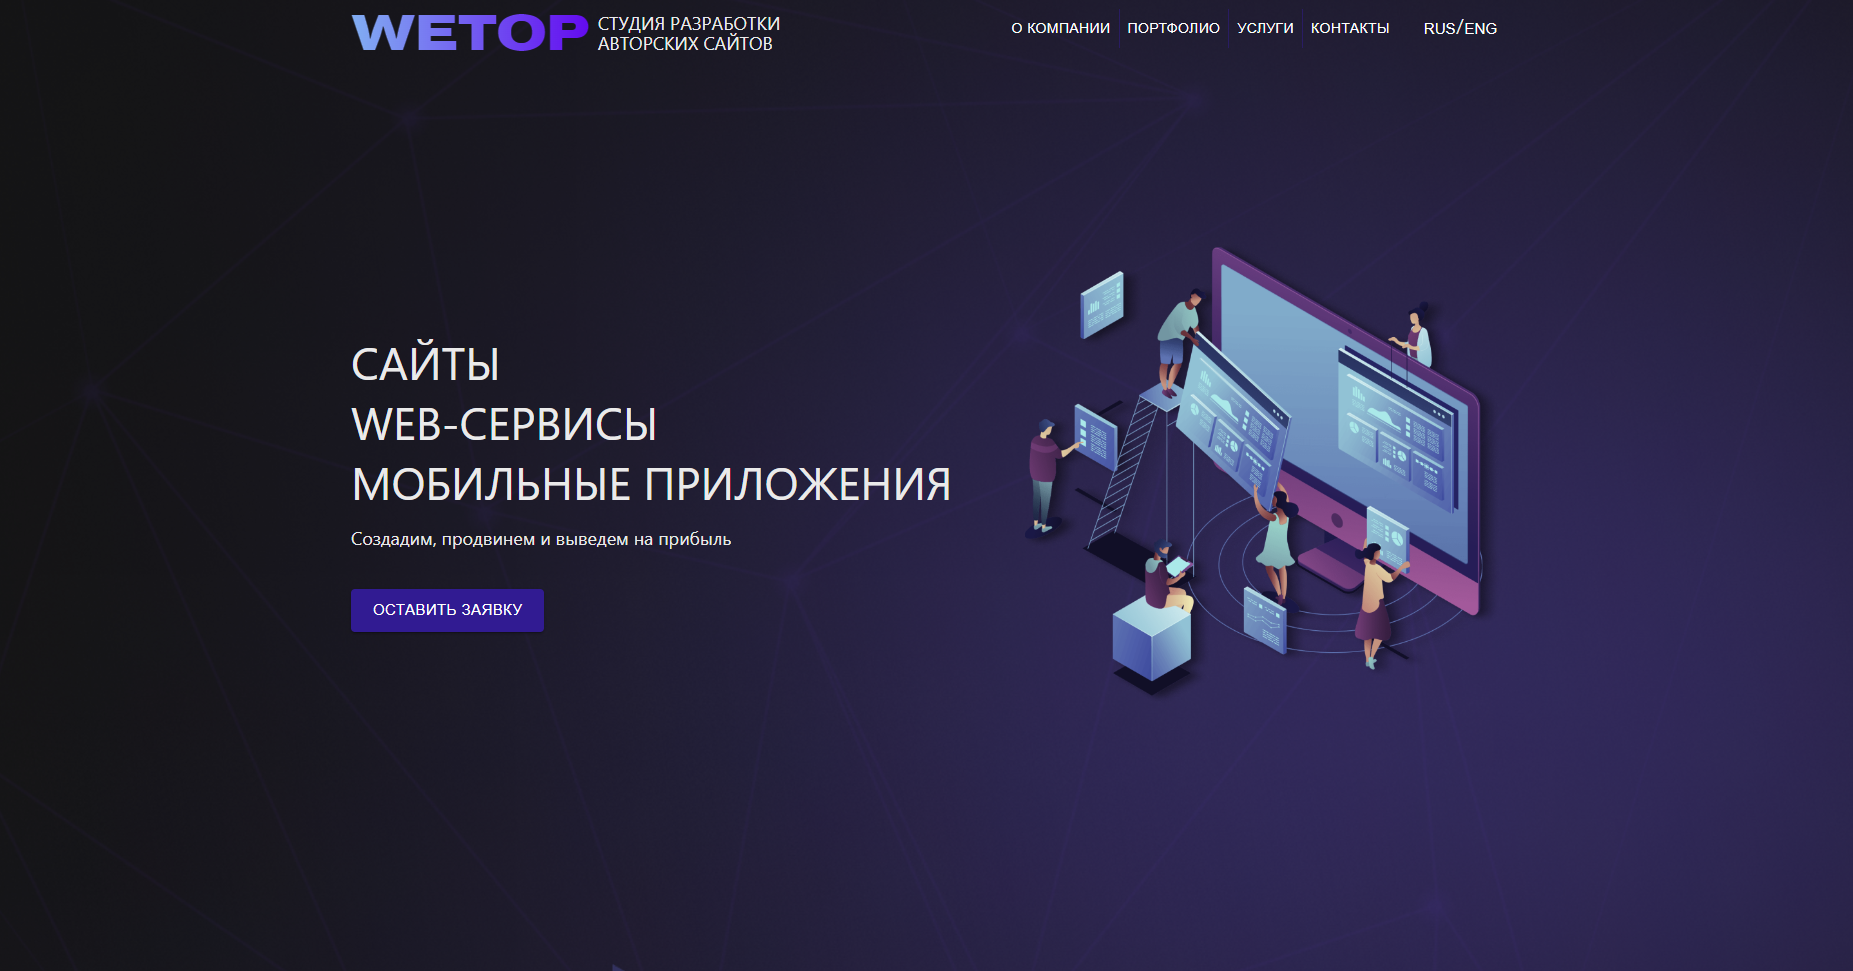 WETOP
СТУДИЯ РАЗРАБОТКИ
АВТОРСКИХ САЙТОВ
О КОМПАНИИ
ПОРТФОЛИО
УСЛУГИ
КОНТАКТЫ
RUS/ENG
САЙТЫ
WEB-СЕРВИСЫ
МОБИЛЬНЫЕ ПРИЛОЖЕНИЯ
Создадим, продвинем и выведем на прибыль
ОСТАВИТЬ ЗАЯВКУ